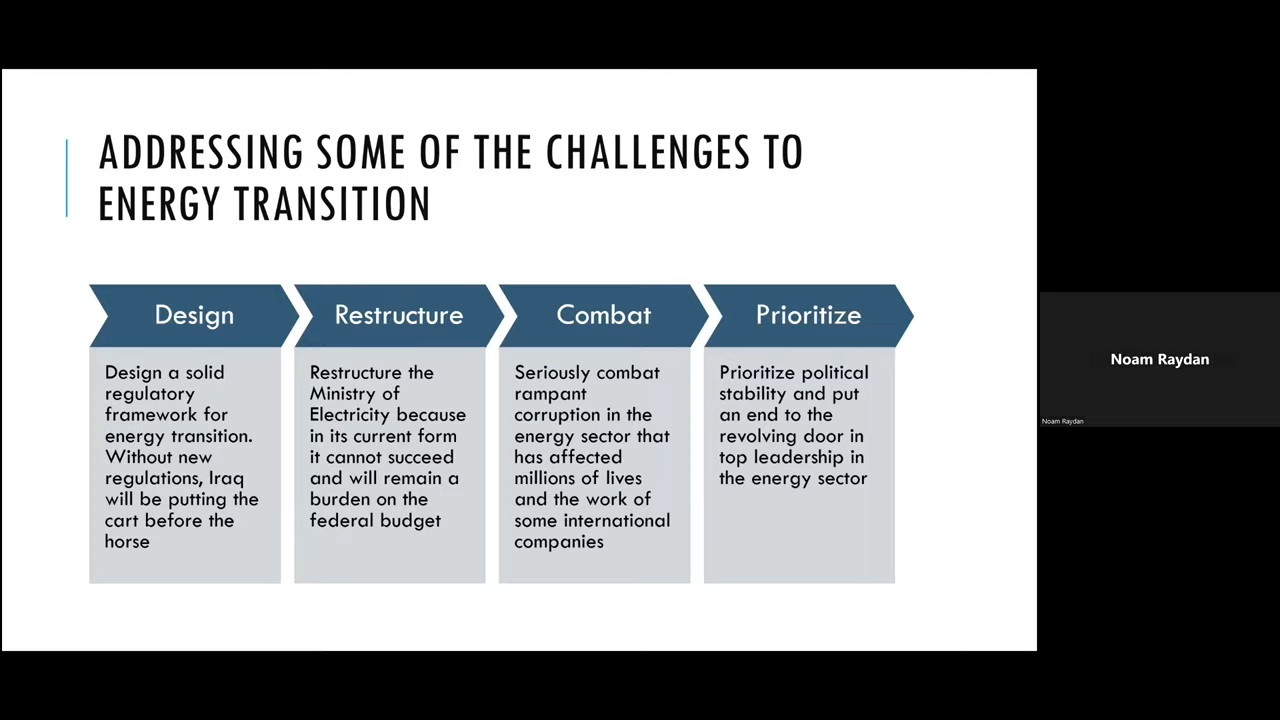 ADDRESSING SOME OF THE CHALLENGES TO
ENERGY TRANSITION
Design
Design a solid
regulatory
framework for
energy transition.
Without new
regulations, Iraq
will be putting the
cart before the
horse
Restructure
Restructure the
Ministry of
Electricity because
in its current form
it cannot succeed
and will remain a
burden on the
federal budget
Combat
Seriously combat
rampant
corruption in the
energy sector that
has affected
millions of lives
and the work of
some international
companies
Prioritize
Prioritize political
stability and put
an end to the
revolving door in
top leadership in
the energy sector
Noam Raydan
Noam Raydan